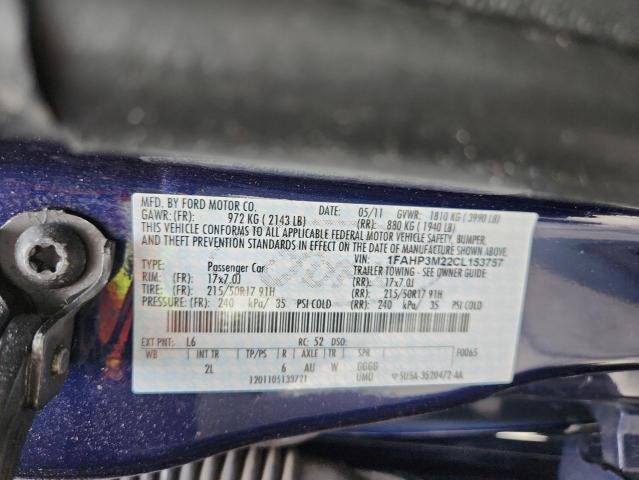 MFD. BY FORD MOTOR CO. DATE: 05/11 GVWR: 1810 KG ( 3990 LB)
GAWR: (FR): 972 KG ( 2143 LB) (RR): 880 KG ( 1940 LB)
THIS VEHICLE CONFORMS TO ALL APPLICABLE FEDERAL MOTOR VEHICLE SAFETY, BUMPER,
AND THEFT PREVENTION STANDARDS IN EFFECT ON THE DATE OF MANUFACTURE SHOWN ABOVE.
VIN: 1FAHP3M22CL153757
TYPE: Passenger Car TRAILER TOWING - SEE OWNER GUIDE
RIM: (FR): 17x7.0J (RR): 17x7.0J
TIRE: (FR): 215/50R17 91H (RR): 215/50R17 91H
PRESSURE: (FR): 240 kPa/ 35 PSI COLD (RR): 240 kPa/ 35 PSI COLD
EXT PNT: L6 RC: 52 DSO: F0065
WB INT TR TP/PS R AXLE TR SPR
2L 6 AU W GGGG
1201105139721 UMO